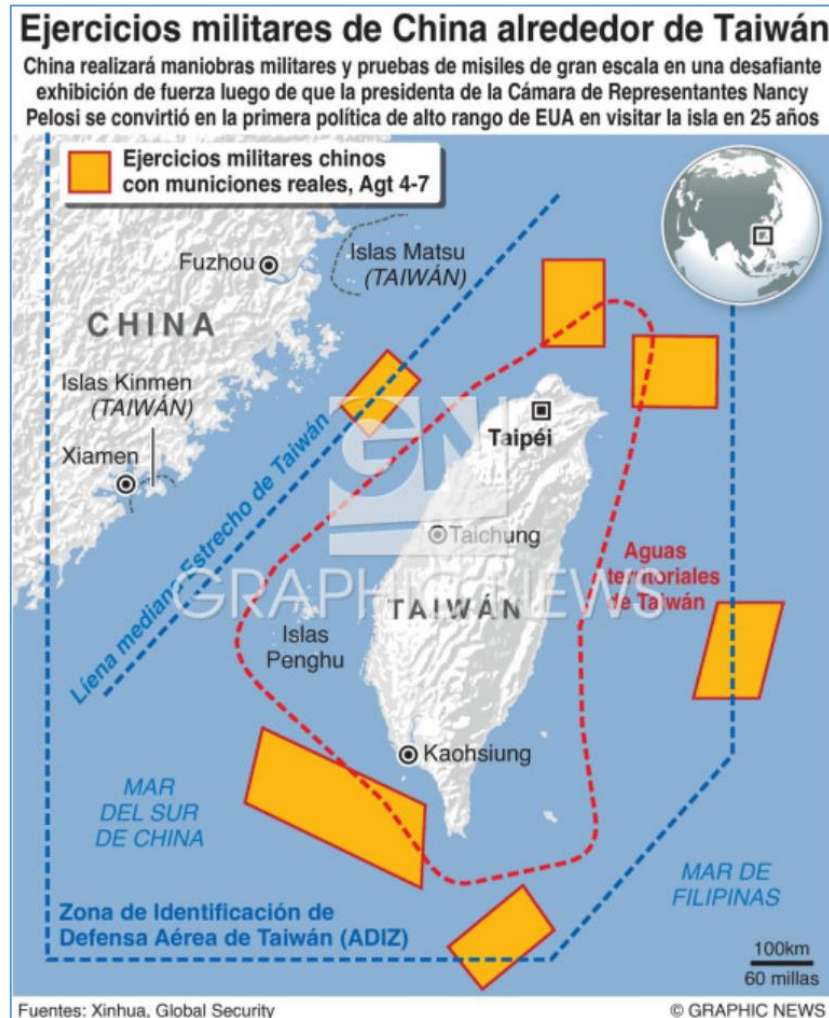 Ejercicios militares de China alrededor de Taiwán
China realizará maniobras militares y pruebas de misiles de gran escala en una desafiante
exhibición de fuerza luego de que la presidenta de la Cámara de Representantes Nancy
Pelosi se convirtió en la primera política de alto rango de EUA en visitar la isla en 25 años
Ejercicios militares chinos
con municiones reales, Agt 4-7
Fuzhou
Islas Matsu
(TAIWÁN)
CHINA
Islas Kinmen
(TAIWÁN)
Xiamen
Líena mediana Estrecho de Taiwán
Taipéi
GN
Taichung
GRAPHIC NEWS
Aguas
territoriales
de Taiwán
TAIWÁN
Islas
Penghu
Kaohsiung
MAR
DEL SUR
DE CHINA
MAR DE
FILIPINAS
Zona de Identificación de
Defensa Aérea de Taiwán (ADIZ)
100km
60 millas
Fuentes: Xinhua, Global Security
© GRAPHIC NEWS